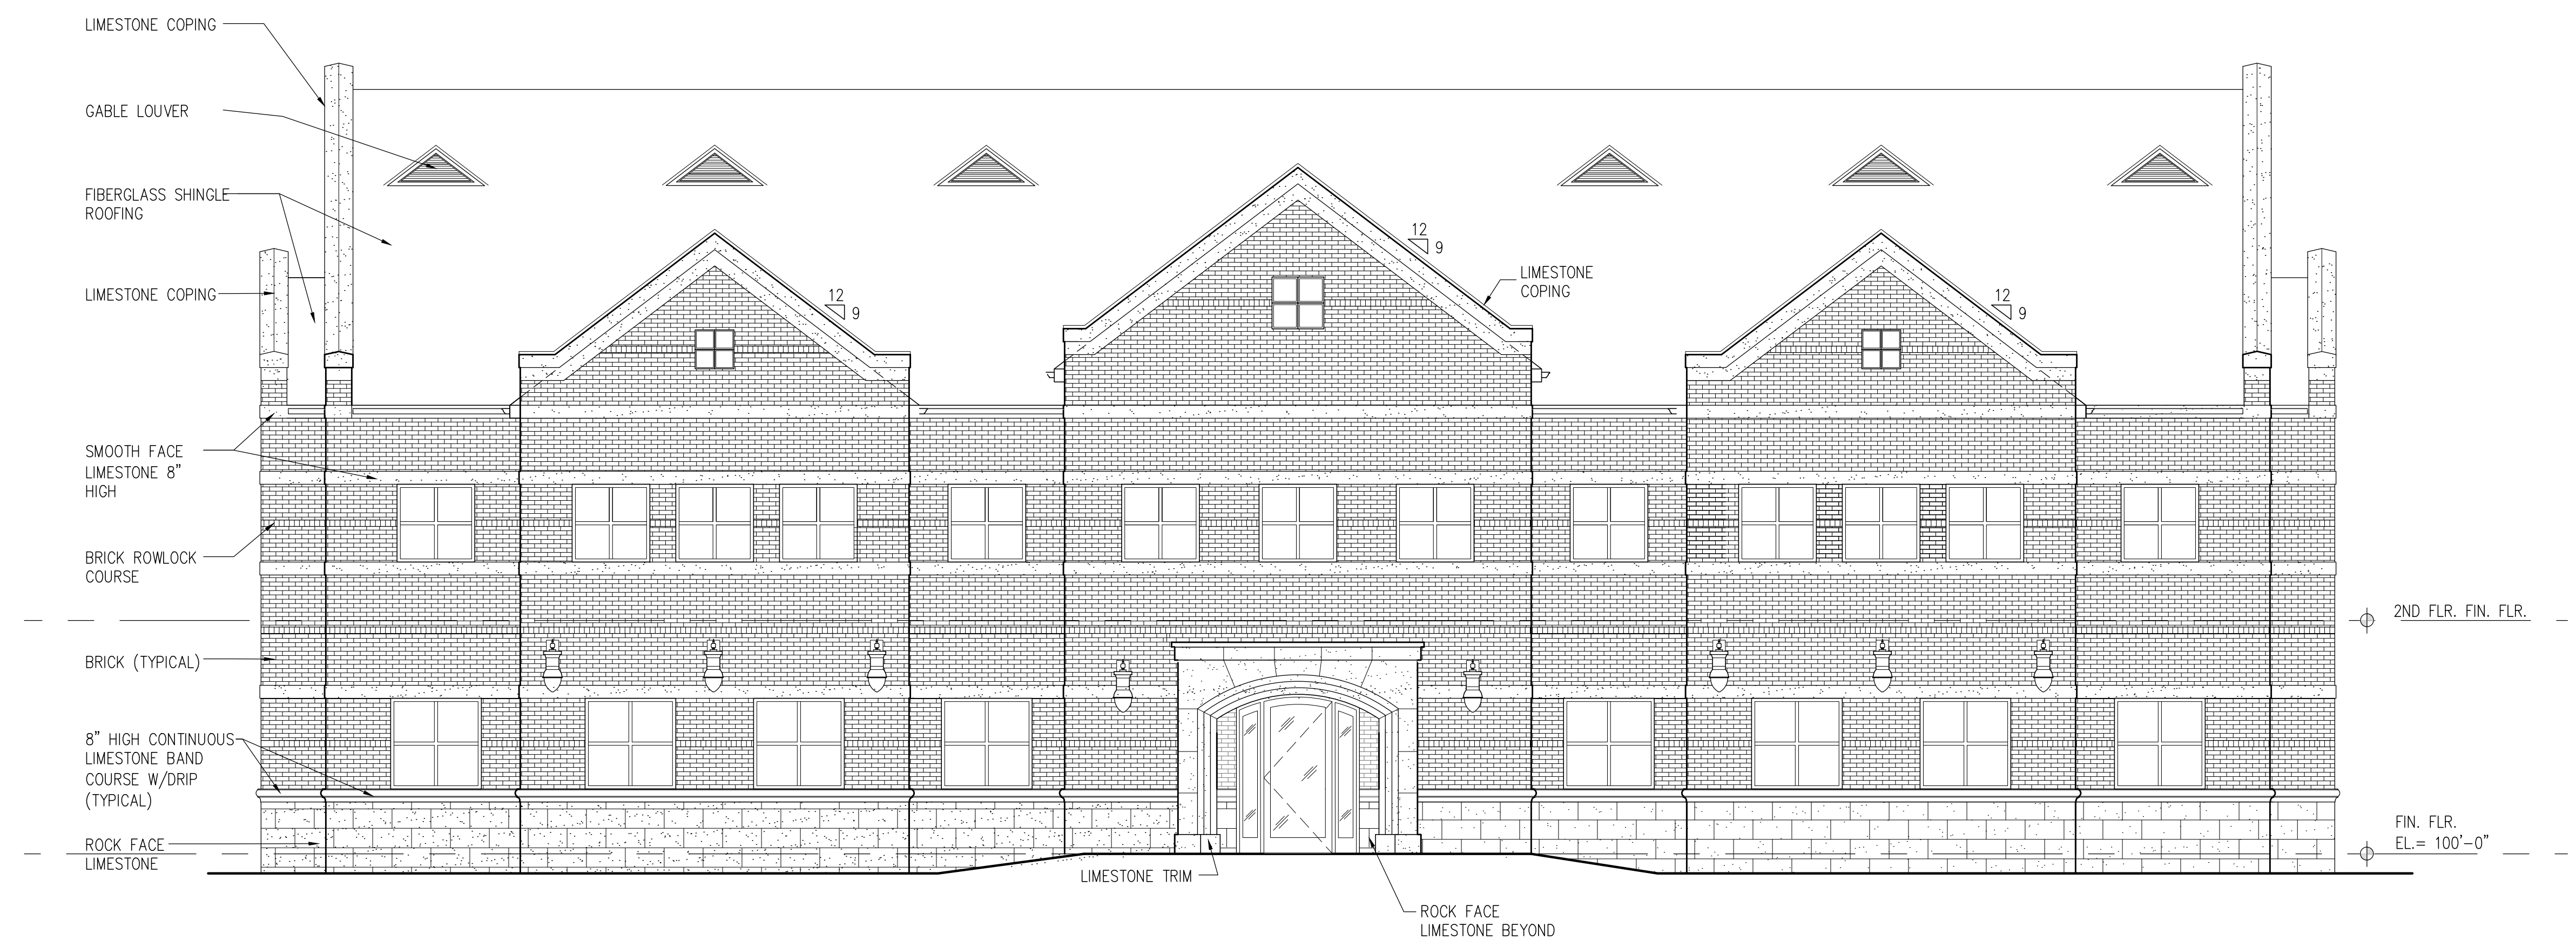 LIMESTONE COPING
GABLE LOUVER
FIBERGLASS SHINGLE
ROOFING
LIMESTONE COPING
SMOOTH FACE
LIMESTONE 8"
HIGH
BRICK ROWLOCK
COURSE
BRICK (TYPICAL)
8" HIGH CONTINUOUS
LIMESTONE BAND
COURSE W/DRIP
(TYPICAL)
ROCK FACE
LIMESTONE
12
9
12
9
LIMESTONE
COPING
12
9
LIMESTONE TRIM
ROCK FACE
LIMESTONE BEYOND
2ND FLR. FIN. FLR.
FIN. FLR.
EL.= 100'-0"